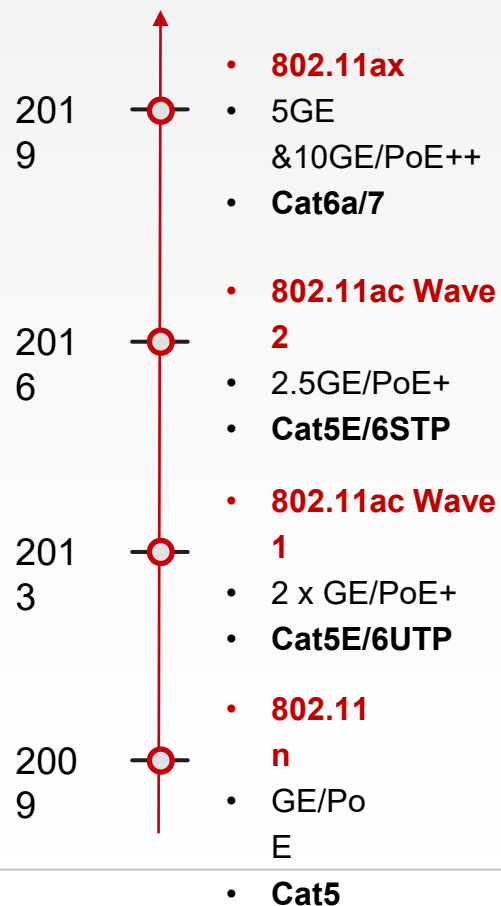 201
9
• 802.11ax
• 5GE
&10GE/PoE++
• Cat6a/7
201
6
• 802.11ac Wave
2
• 2.5GE/PoE+
• Cat5E/6STP
201
3
• 802.11ac Wave
1
• 2 x GE/PoE+
• Cat5E/6UTP
200
9
• 802.11
n
• GE/Po
E
• Cat5